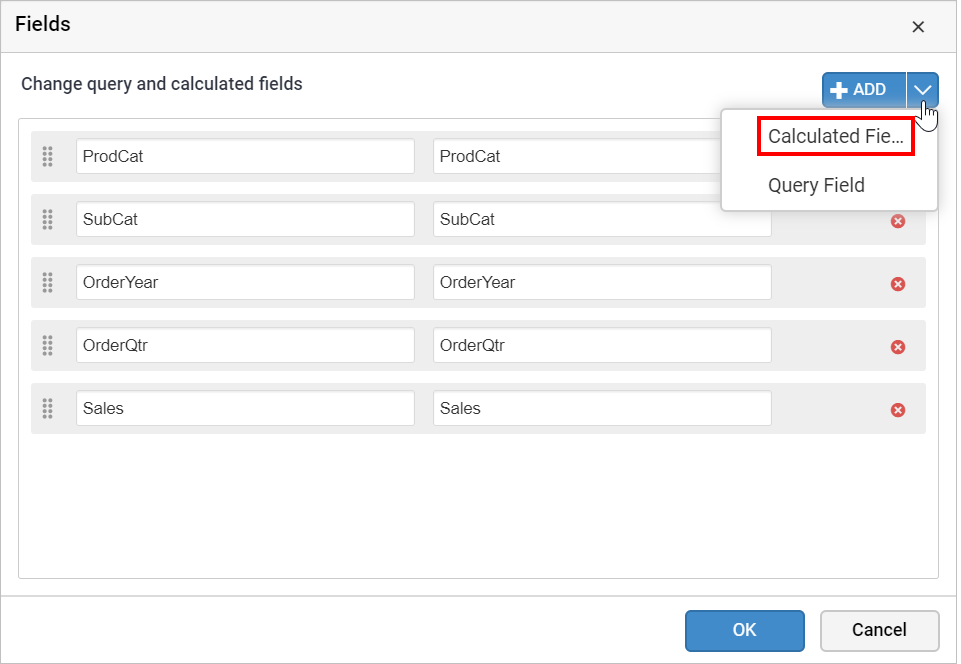 Fields
Change query and calculated fields
ADD
Calculated Fie...
Query Field
ProdCat ProdCat
SubCat SubCat
OrderYear OrderYear
OrderQtr OrderQtr
Sales Sales
OK Cancel